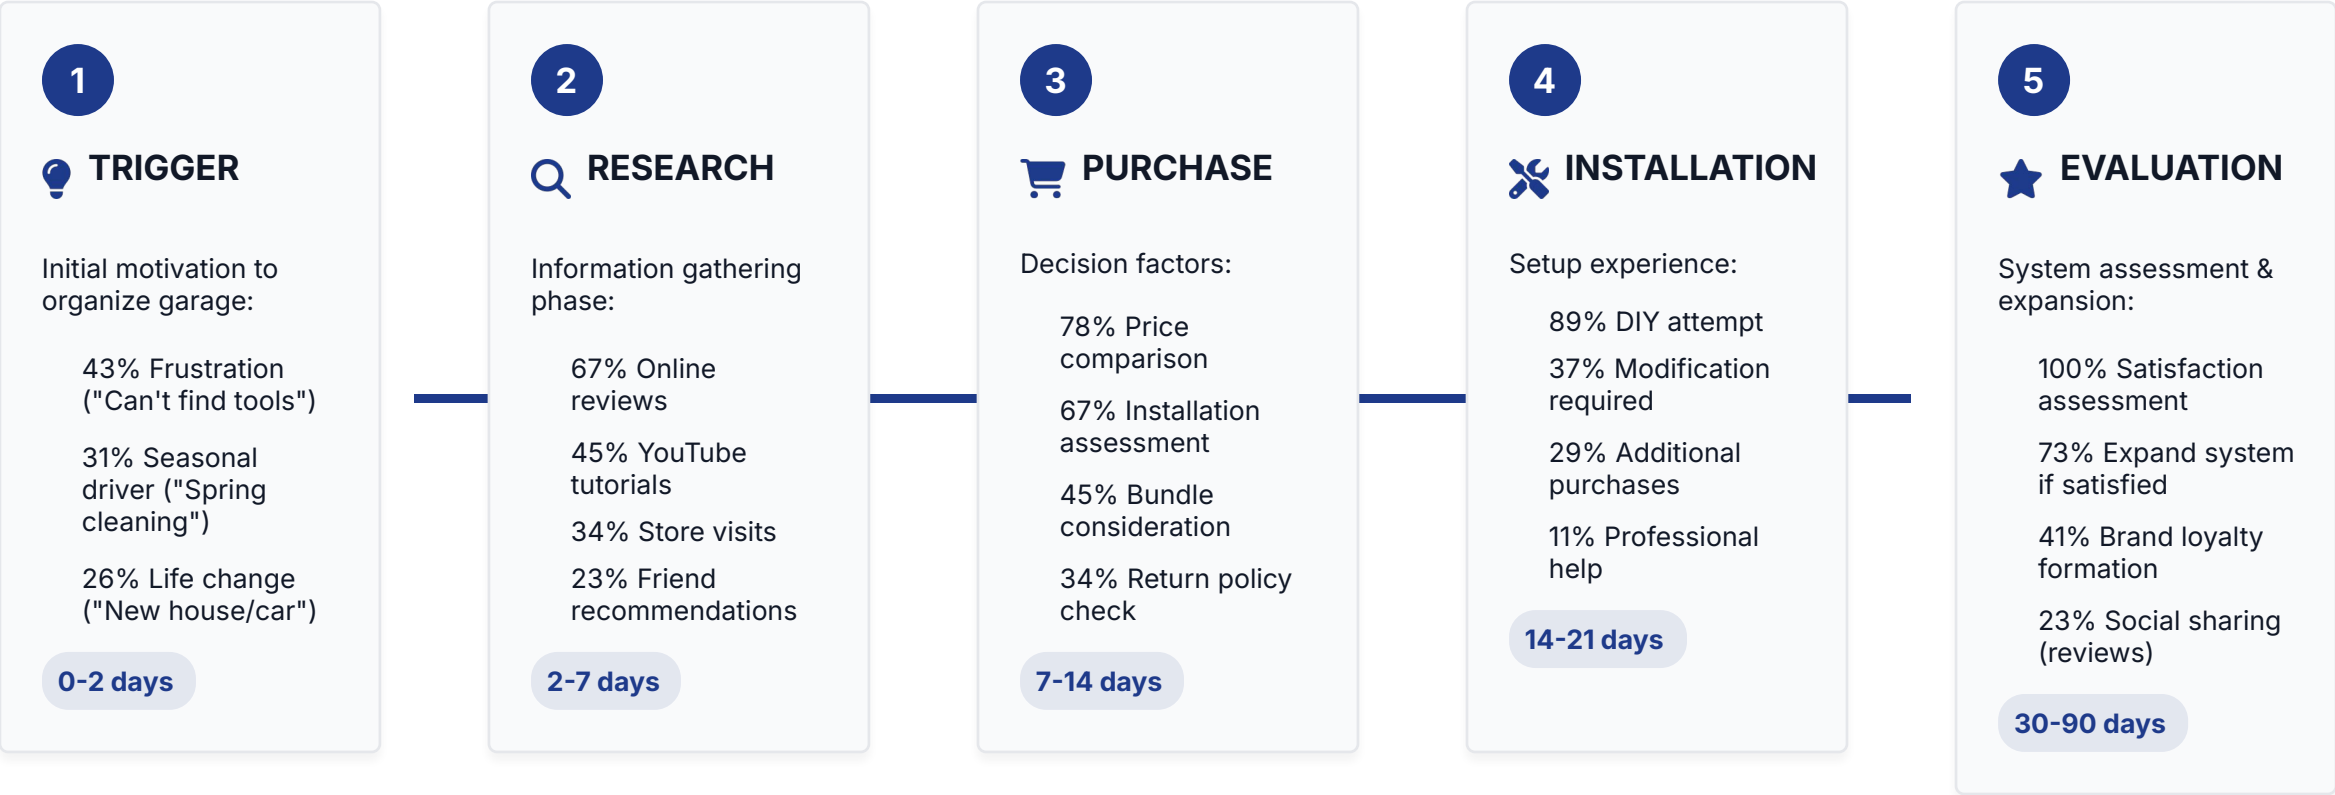 1
TRIGGER
Initial motivation to
organize garage:
43% Frustration
("Can't find tools")
31% Seasonal
driver ("Spring
cleaning")
26% Life change
("New house/car")
0-2 days
2
RESEARCH
Information gathering
phase:
67% Online
reviews
45% YouTube
tutorials
34% Store visits
23% Friend
recommendations
2-7 days
3
PURCHASE
Decision factors:
78% Price
comparison
67% Installation
assessment
45% Bundle
consideration
34% Return policy
check
7-14 days
4
INSTALLATION
Setup experience:
89% DIY attempt
37% Modification
required
29% Additional
purchases
11% Professional
help
14-21 days
5
EVALUATION
System assessment &
expansion:
100% Satisfaction
assessment
73% Expand system
if satisfied
41% Brand loyalty
formation
23% Social sharing
(reviews)
30-90 days